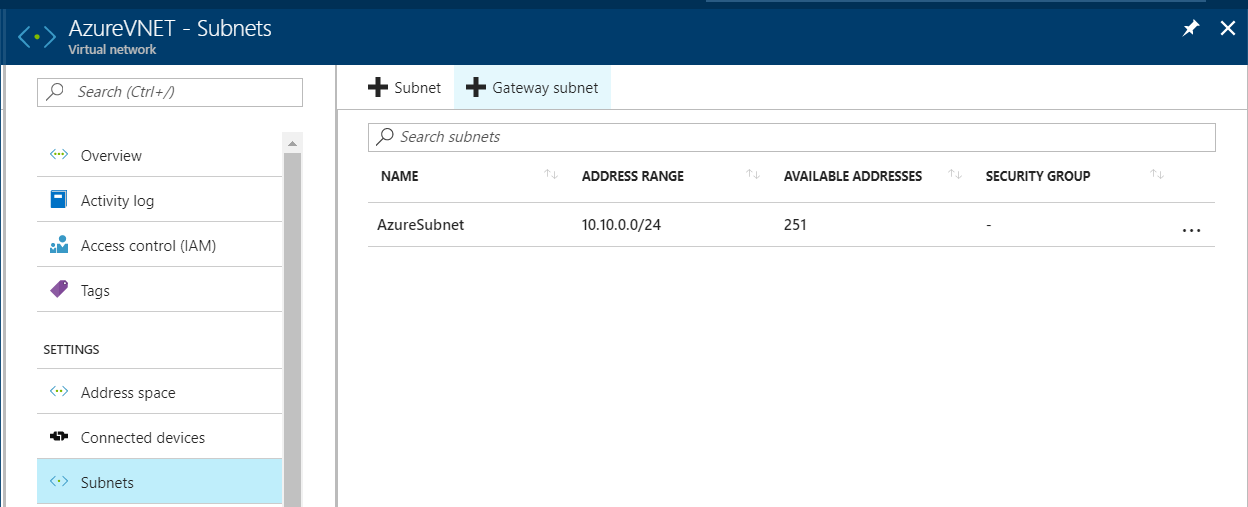 AzureVNET - Subnets
Virtual network
Search (Ctrl+/)
Overview
Activity log
Access control (IAM)
Tags
SETTINGS
Address space
Connected devices
Subnets
Subnet
Gateway subnet
Search subnets
NAME ADDRESS RANGE AVAILABLE ADDRESSES SECURITY GROUP
AzureSubnet 10.10.0.0/24 251 - ...